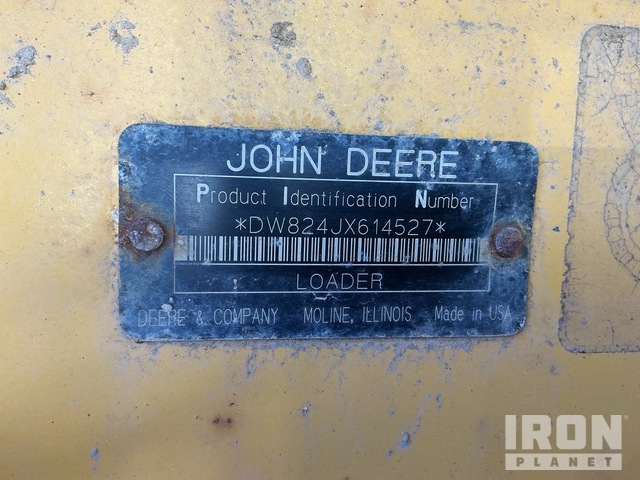 JOHN DEERE
Product Identification Number
*DW824JX614527*
LOADER
DEERE & COMPANY MOLINE, ILLINOIS Made in USA
IRON
PLANET